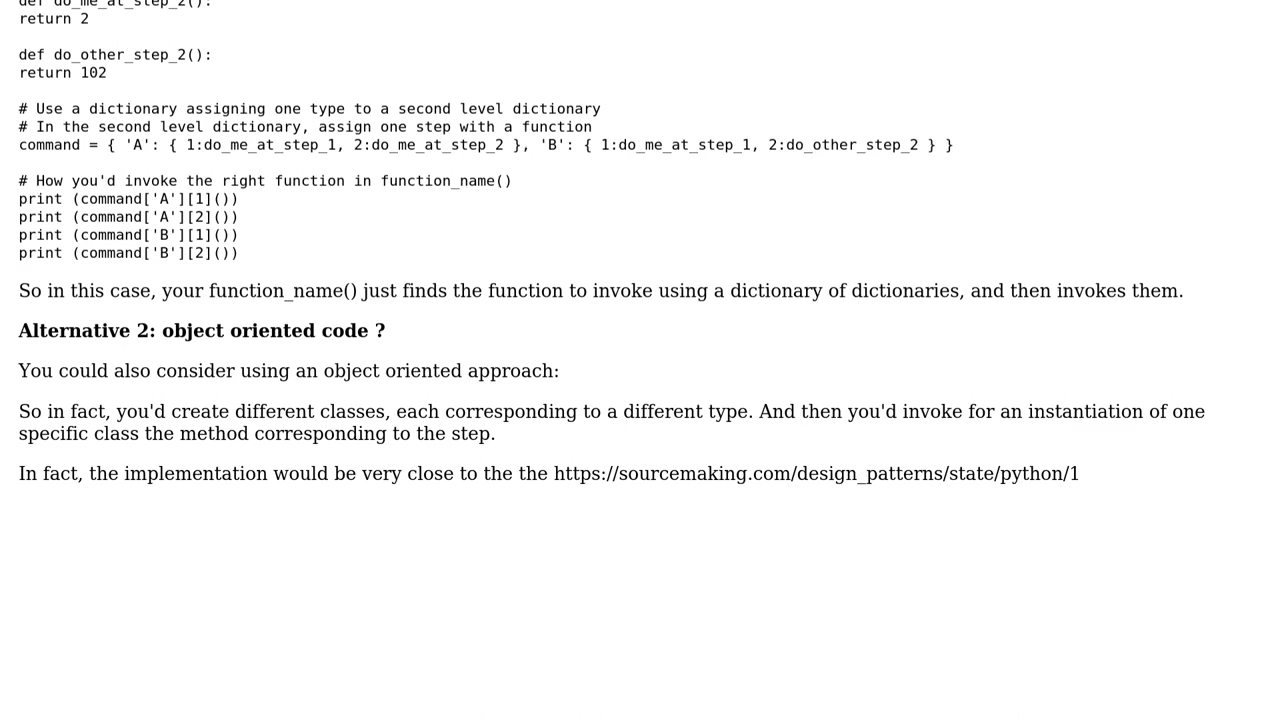 def do_me_at_step_2():
return 2
def do_other_step_2():
return 102
# Use a dictionary assigning one type to a second level dictionary
# In the second level dictionary, assign one step with a function
command = { 'A': { 1:do_me_at_step_1, 2:do_me_at_step_2 }, 'B': { 1:do_me_at_step_1, 2:do_other_step_2 } }
# How you'd invoke the right function in function_name()
print (command['A'][1]())
print (command['A'][2]())
print (command['B'][1]())
print (command['B'][2]())
So in this case, your function_name() just finds the function to invoke using a dictionary of dictionaries, and then invokes them.
Alternative 2: object oriented code ?
You could also consider using an object oriented approach:
So in fact, you'd create different classes, each corresponding to a different type. And then you'd invoke for an instantiation of one
specific class the method corresponding to the step.
In fact, the implementation would be very close to the the https://sourcemaking.com/design_patterns/state/python/1